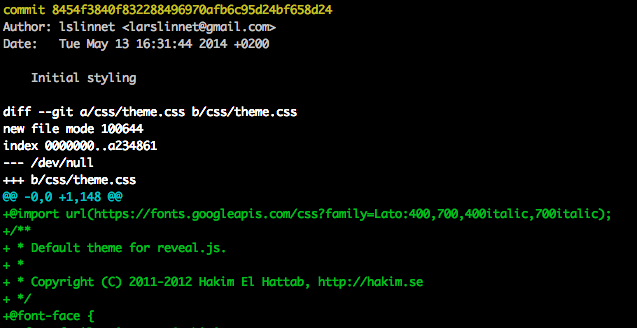 commit 8454f3840f832288496970afb6c95d24bf658d24
Author: lslinnet <larslinnet@gmail.com>
Date:   Tue May 13 16:31:44 2014 +0200
    Initial styling
diff --git a/css/theme.css b/css/theme.css
new file mode 100644
index 0000000..a234861
--- /dev/null
+++ b/css/theme.css
@@ -0,0 +1,148 @@
+@import url(https://fonts.googleapis.com/css?family=Lato:400,700,400italic,700italic);
+/**
+ * Default theme for reveal.js.
+ *
+ * Copyright (C) 2011-2012 Hakim El Hattab, http://hakim.se
+ */
+@font-face {